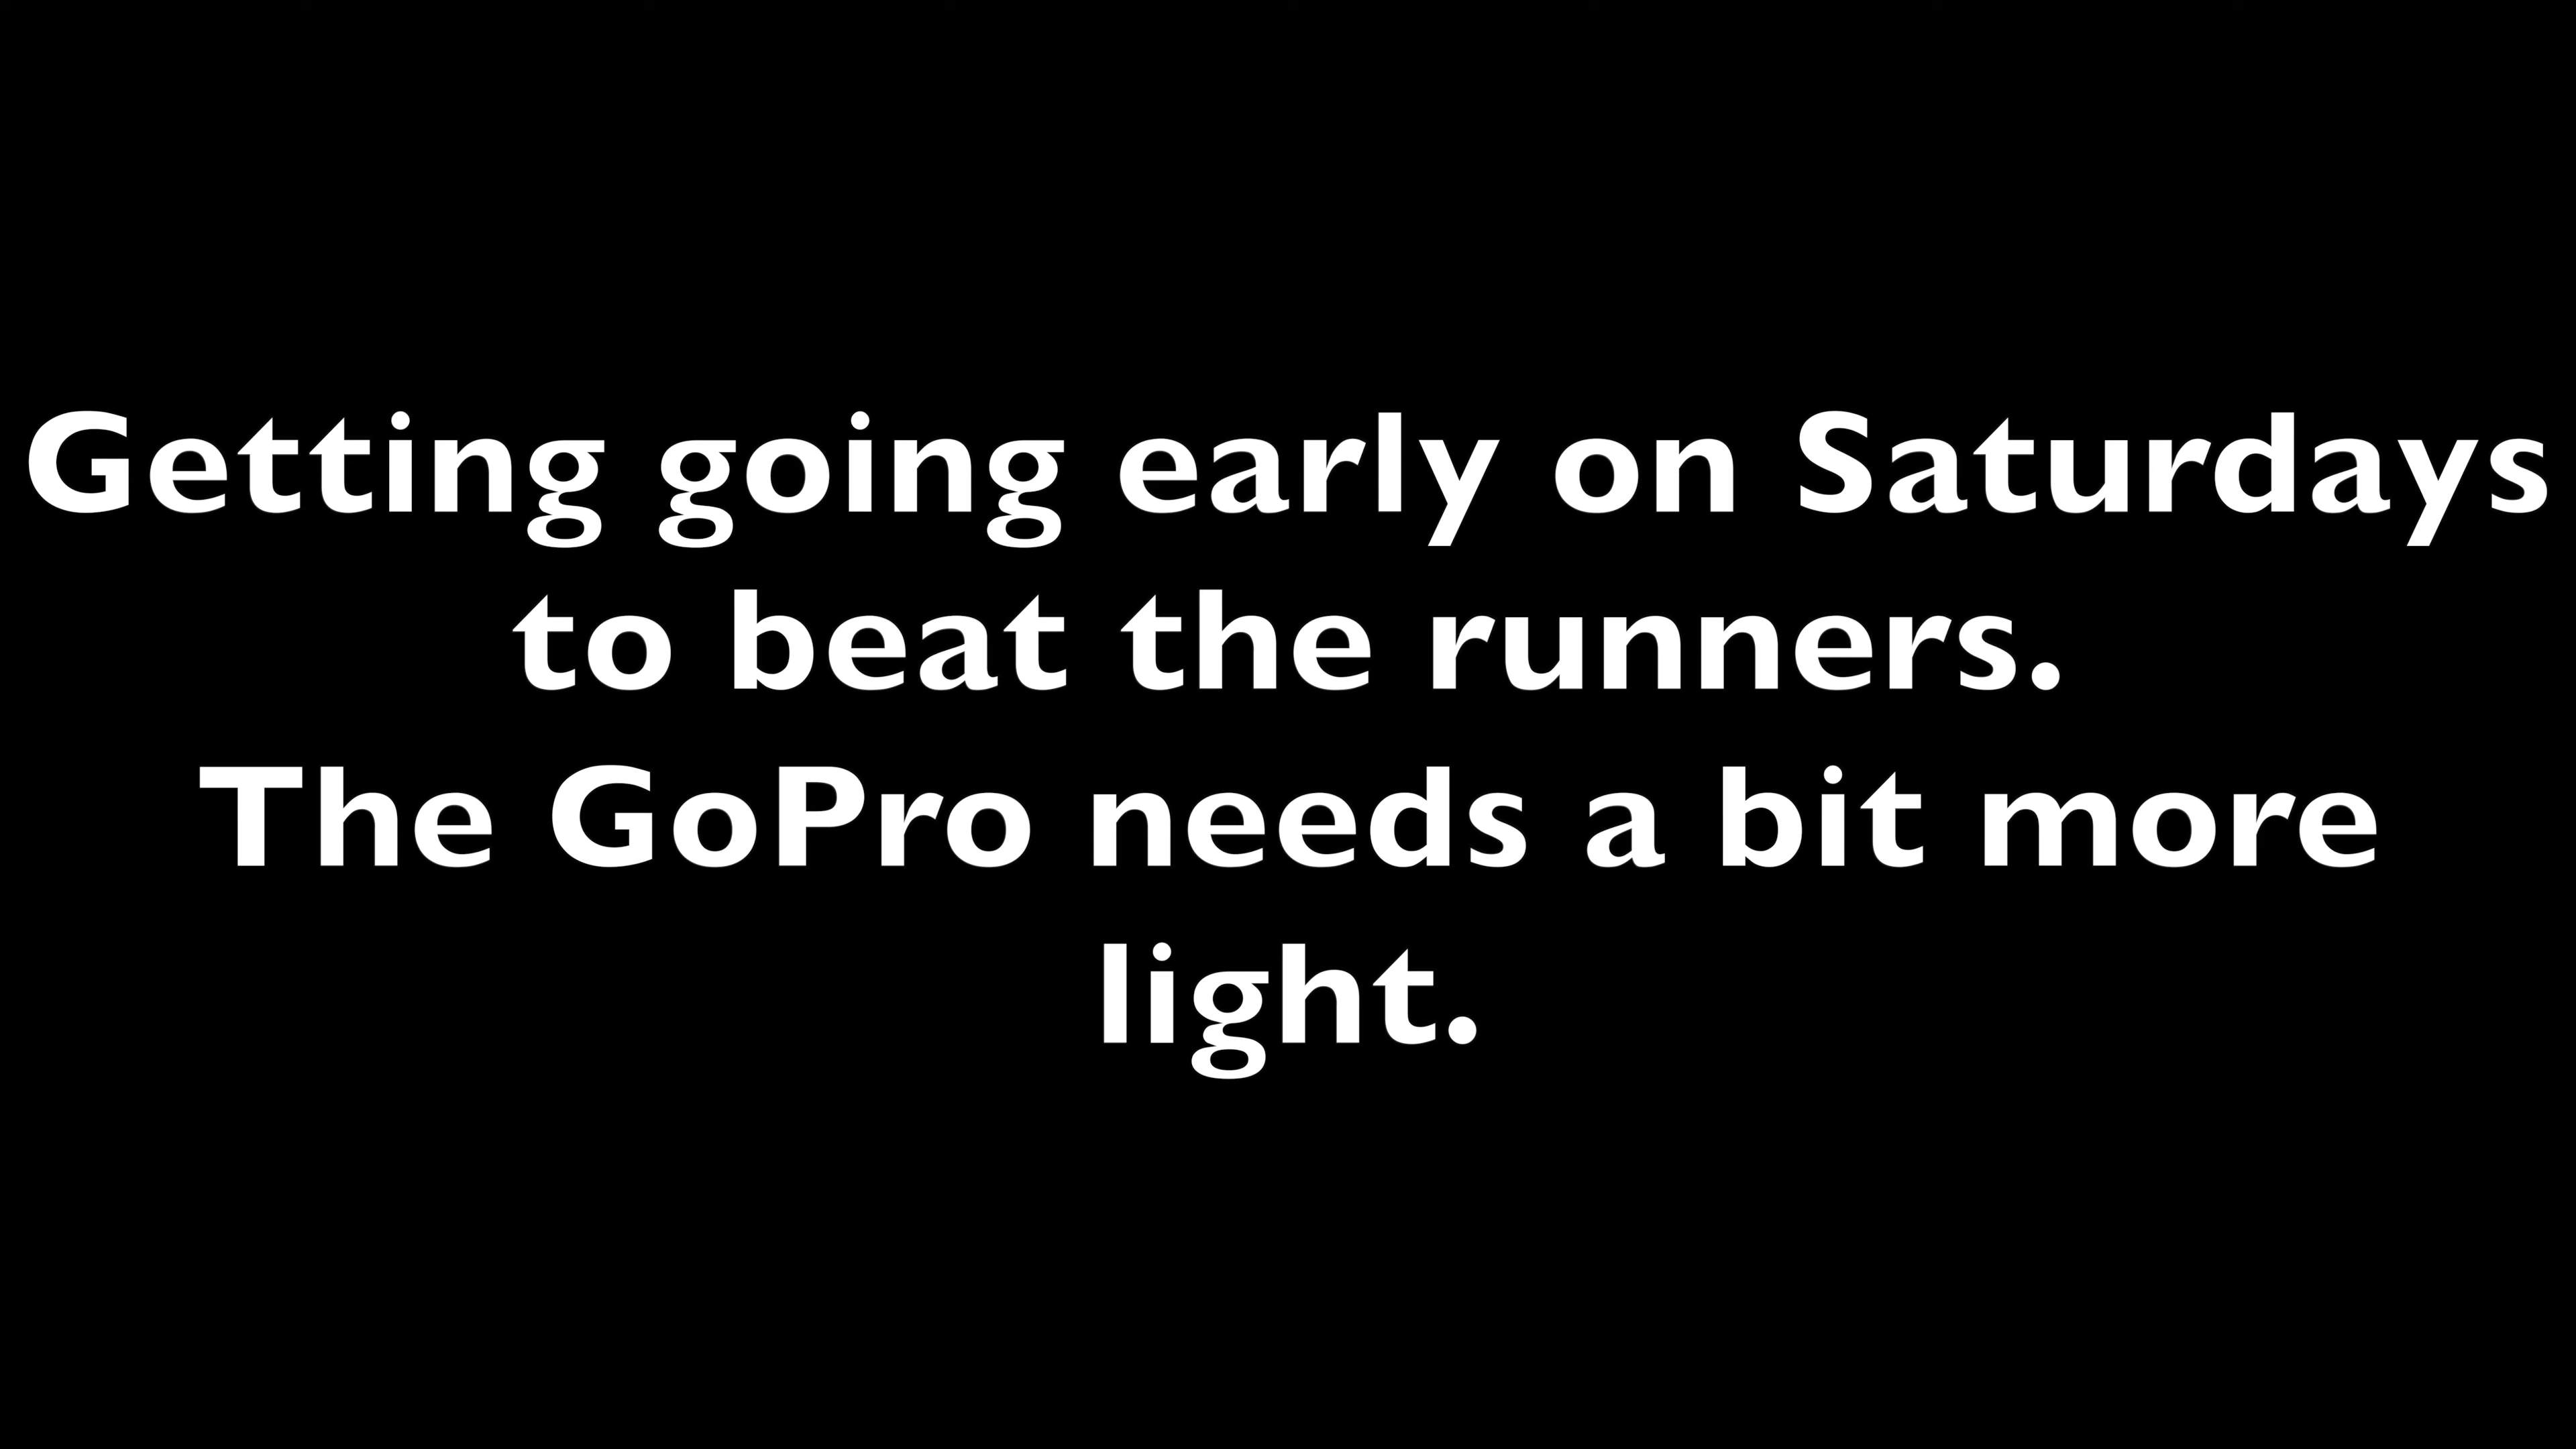 Getting going early on Saturdays
to beat the runners.
The GoPro needs a bit more
light.